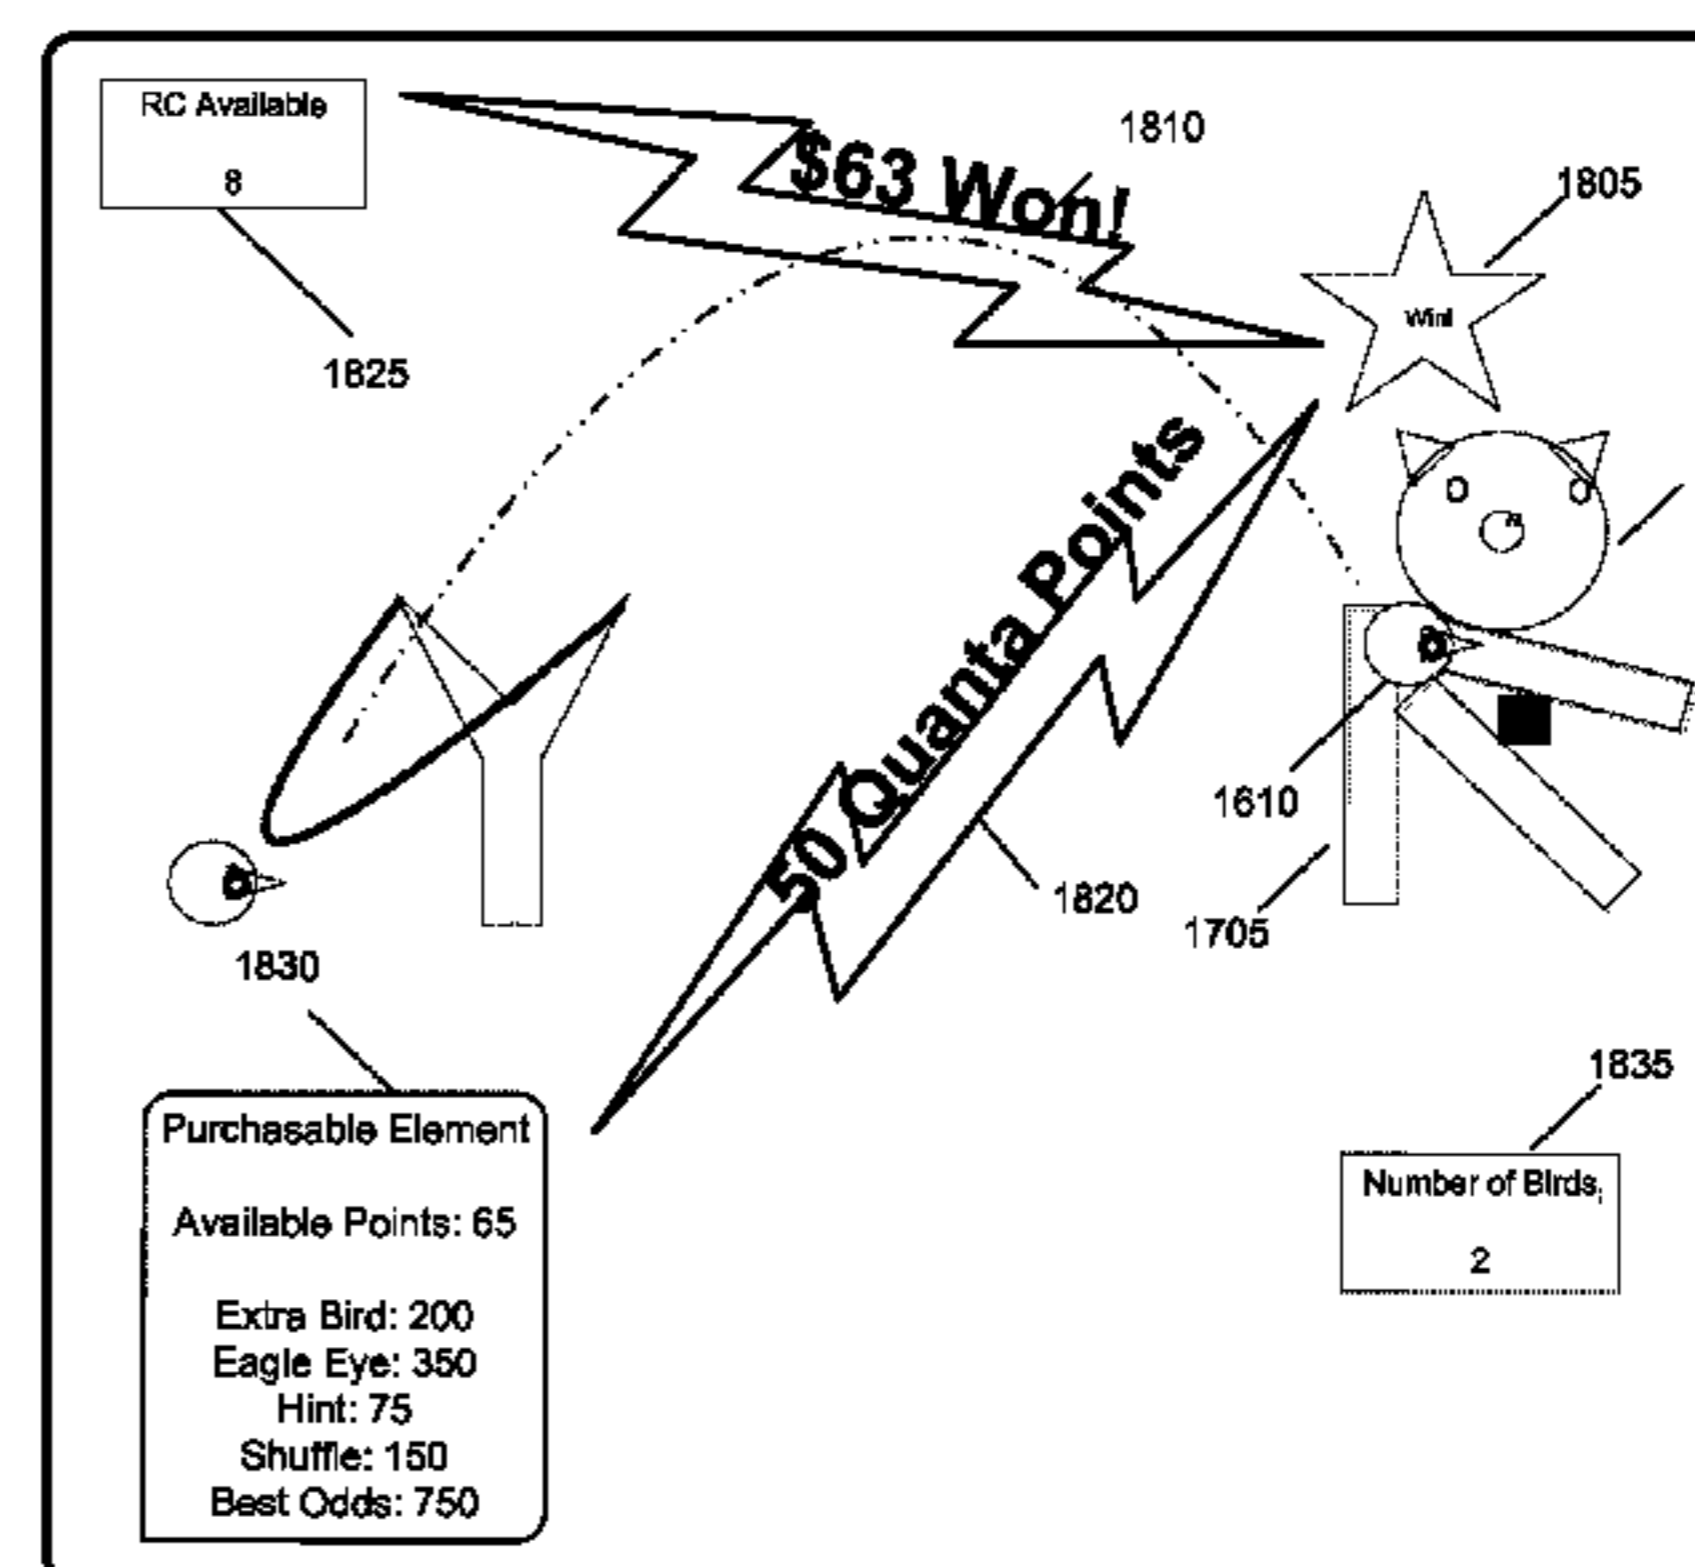 RC Available
8
$63 Won!
1810
1805
Win!
1825
50 Quanta Points
1610
1820
1705
1830
Purchasable Element
Available Points: 65
Extra Bird: 200
Eagle Eye: 350
Hint: 75
Shuffle: 150
Best Odds: 750
1835
Number of Birds
2